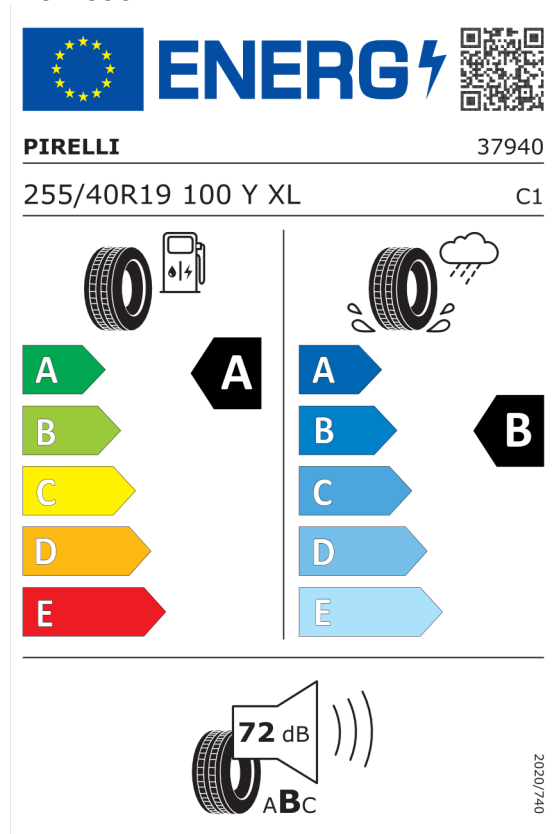 ENERG
PIRELLI
37940
255/40R19 100 Y XL
C1
A
A
B
C
D
E
A
B
B
C
D
E
72 dB
ABC
2020/740